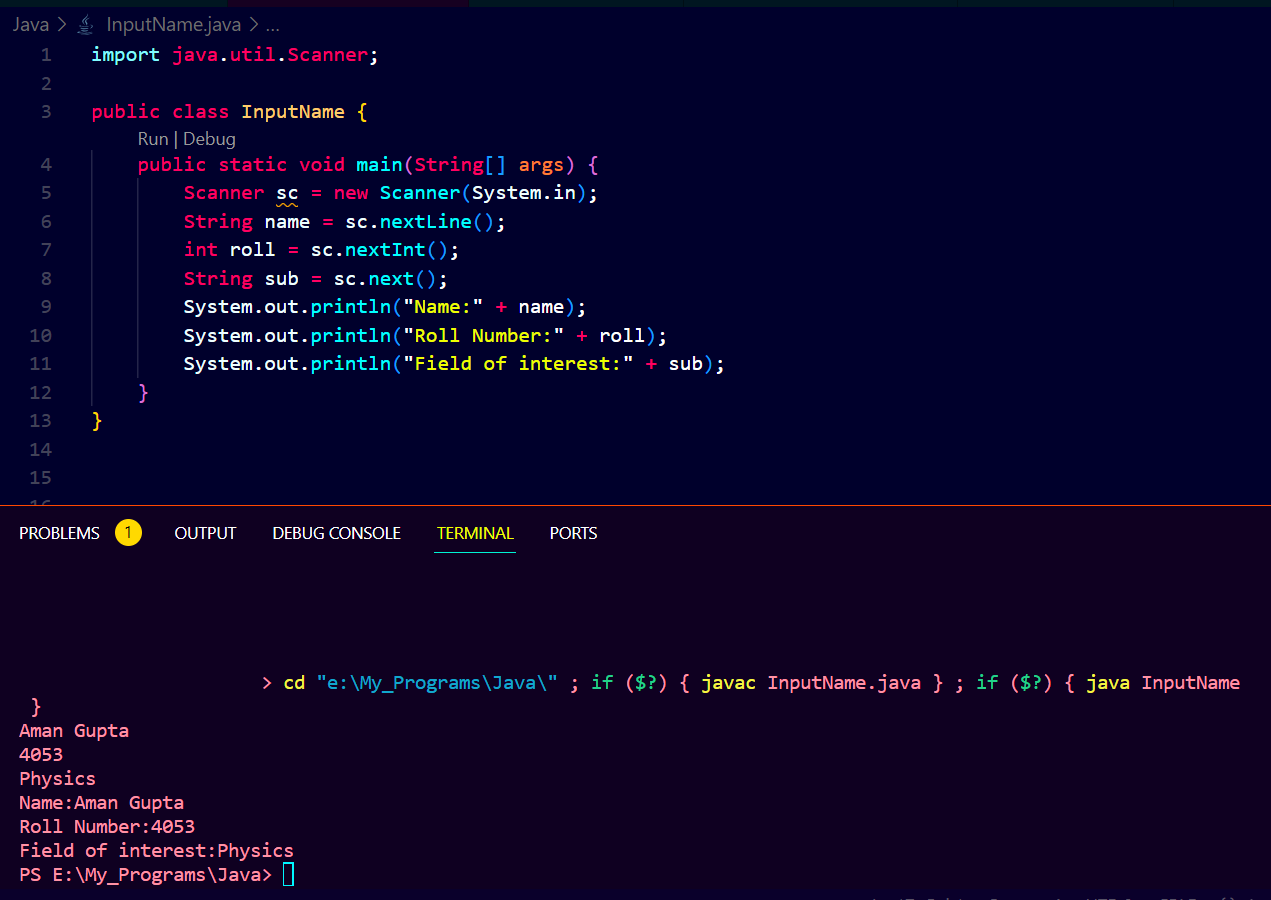 Java > InputName.java > ...
1 import java.util.Scanner;
2
3 public class InputName {
Run | Debug
4 public static void main(String[] args) {
5 Scanner sc = new Scanner(System.in);
6 String name = sc.nextLine();
7 int roll = sc.nextInt();
8 String sub = sc.next();
9 System.out.println("Name:" + name);
10 System.out.println("Roll Number:" + roll);
11 System.out.println("Field of interest:" + sub);
12 }
13 }
14
15
PROBLEMS 1 OUTPUT DEBUG CONSOLE TERMINAL PORTS
> cd "e:\My_Programs\Java\" ; if ($?) { javac InputName.java } ; if ($?) { java InputName
}
Aman Gupta
4053
Physics
Name:Aman Gupta
Roll Number:4053
Field of interest:Physics
PS E:\My_Programs\Java>